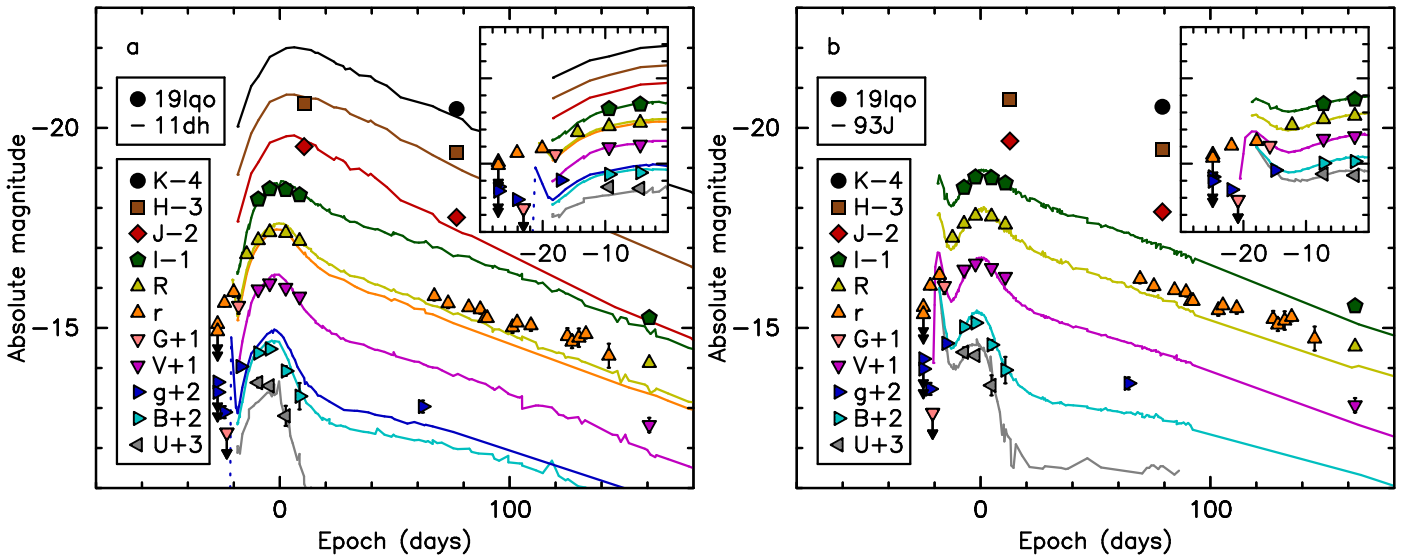 a
19lqo
11dh
K−4
H−3
J−2
I−1
R
r
G+1
V+1
g+2
B+2
U+3
−20
−15
Absolute magnitude
0
100
Epoch (days)
−20
−10
b
19lqo
93J
K−4
H−3
J−2
I−1
R
r
G+1
V+1
g+2
B+2
U+3
−20
−15
Absolute magnitude
0
100
Epoch (days)
−20
−10